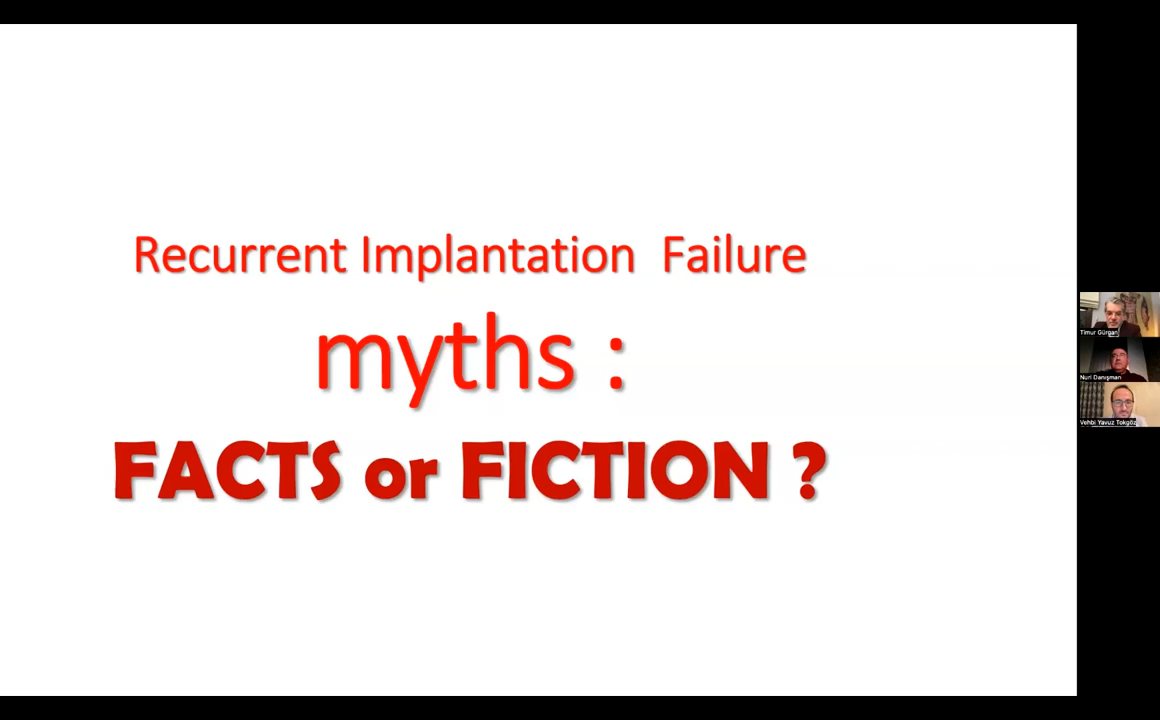 Recurrent Implantation Failure
myths :
FACTS or FICTION ?
Timur Gürgan
Nuri Danışman
Vehbi Yavuz Tokgöz